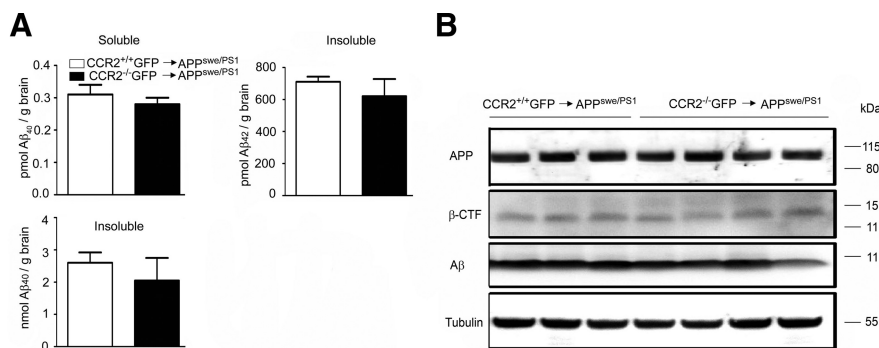 A
Soluble
CCR2+/+GFP → APPswe/PS1
CCR2-/-GFP → APPswe/PS1
pmol Aβ40 / g brain
0.6
0.4
0.3
0.1
0.0
Insoluble
pmol Aβ42 / g brain
800
600
400
200
0
Insoluble
nmol Aβ40 / g brain
4
3
2
1
0
B
CCR2+/+GFP → APPswe/PS1
CCR2-/-GFP → APPswe/PS1
kDa
APP
115
80
β-CTF
15
11
Aβ
11
Tubulin
55